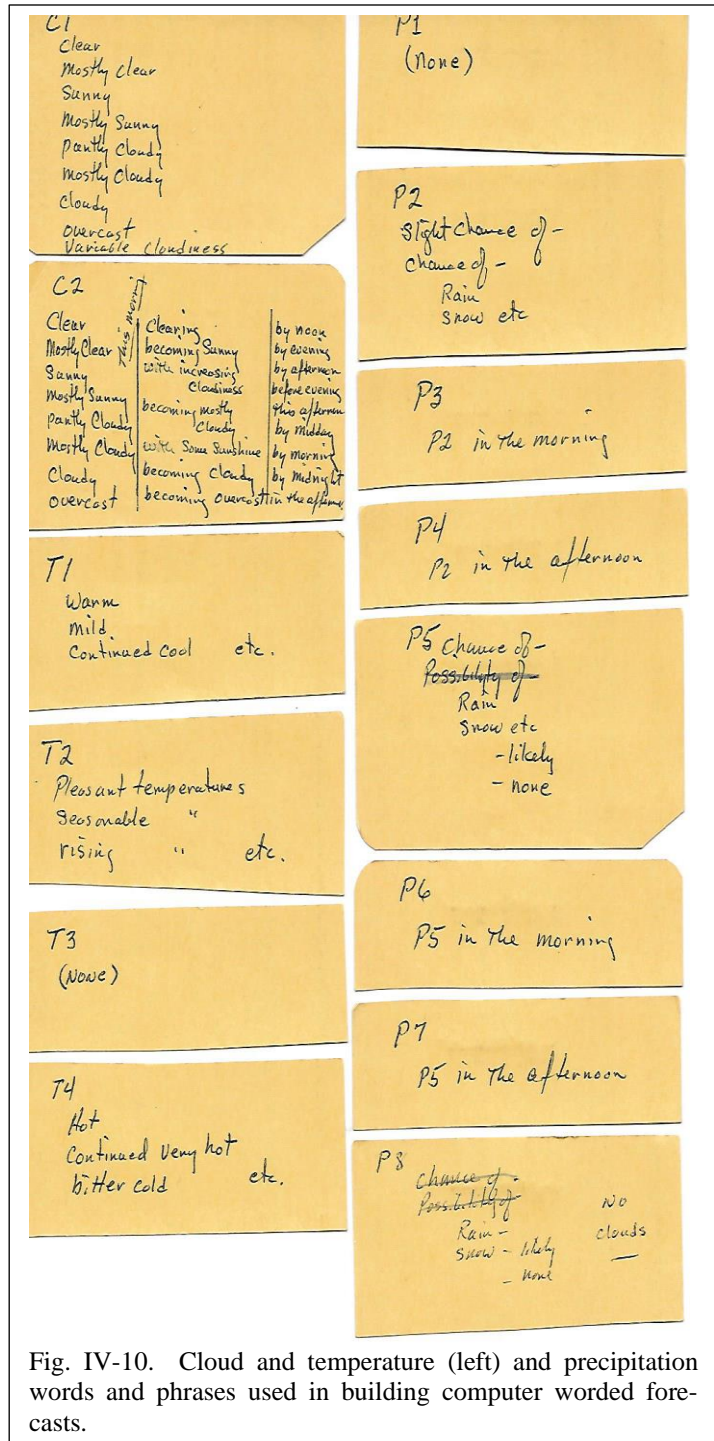 C1
Clear
Mostly clear
Sunny
Mostly Sunny
Partly Cloudy
Mostly Cloudy
Cloudy
overcast
Variable cloudiness
C2
This morning
Clear
Mostly Clear
Sunny
Mostly Sunny
Partly Cloudy
Mostly Cloudy
Cloudy
overcast
Clearing
becoming Sunny
with increasing
Cloudiness
becoming mostly
Cloudy
with Some Sunshine
becoming cloudy
becoming overcast
by noon
by evening
by afternoon
before evening
this afternoon
by midday
by morning
by midnight
in the afternoon
T1
Warm
Mild
Continued cool etc.
T2
Pleasant temperatures
Seasonable "
rising " etc.
T3
(None)
T4
Hot
Continued very hot
bitter cold etc.
P1
(None)
P2
Slight Chance of -
Chance of -
Rain
Snow etc
P3
P2 in the morning
P4
P2 in the afternoon
P5 Chance of -
Possibility of -
Rain
Snow etc
- likely
- none
P6
P5 in the morning
P7
P5 in the afternoon
P8
Chance of -
Possibility of
Rain -
Snow - likely
- none
No
clouds
Fig. IV-10. Cloud and temperature (left) and precipitation
words and phrases used in building computer worded fore-
casts.